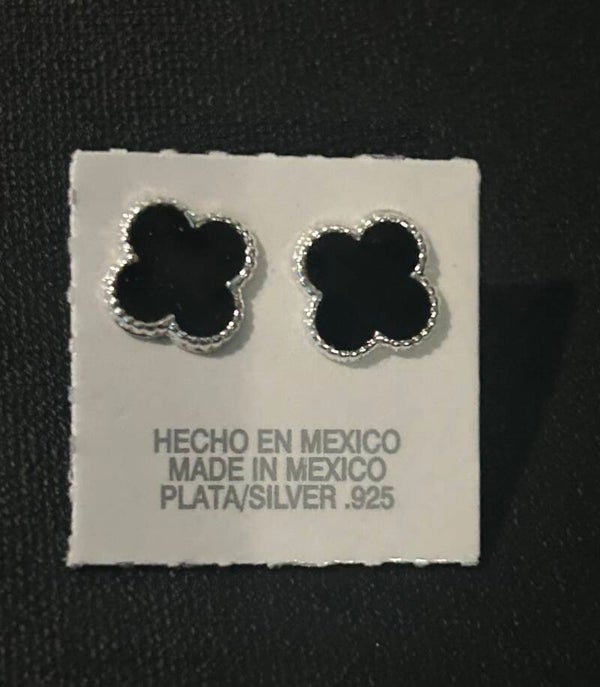 HECHO EN MEXICO
MADE IN MEXICO
PLATA/SILVER .925